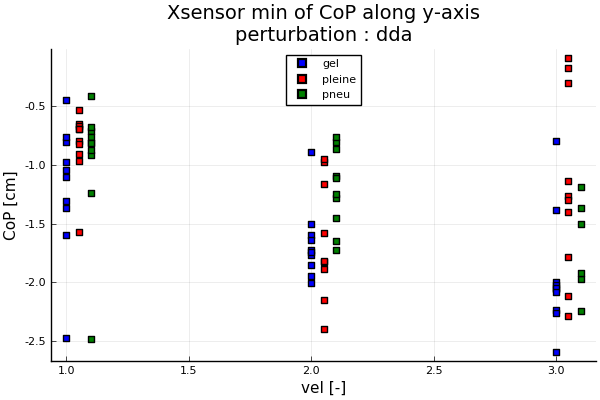 Xsensor min of CoP along y-axis
perturbation : dda
gel
pleine
pneu
CoP [cm]
-0.5
-1.0
-1.5
-2.0
-2.5
1.0 1.5 2.0 2.5 3.0
vel [-]